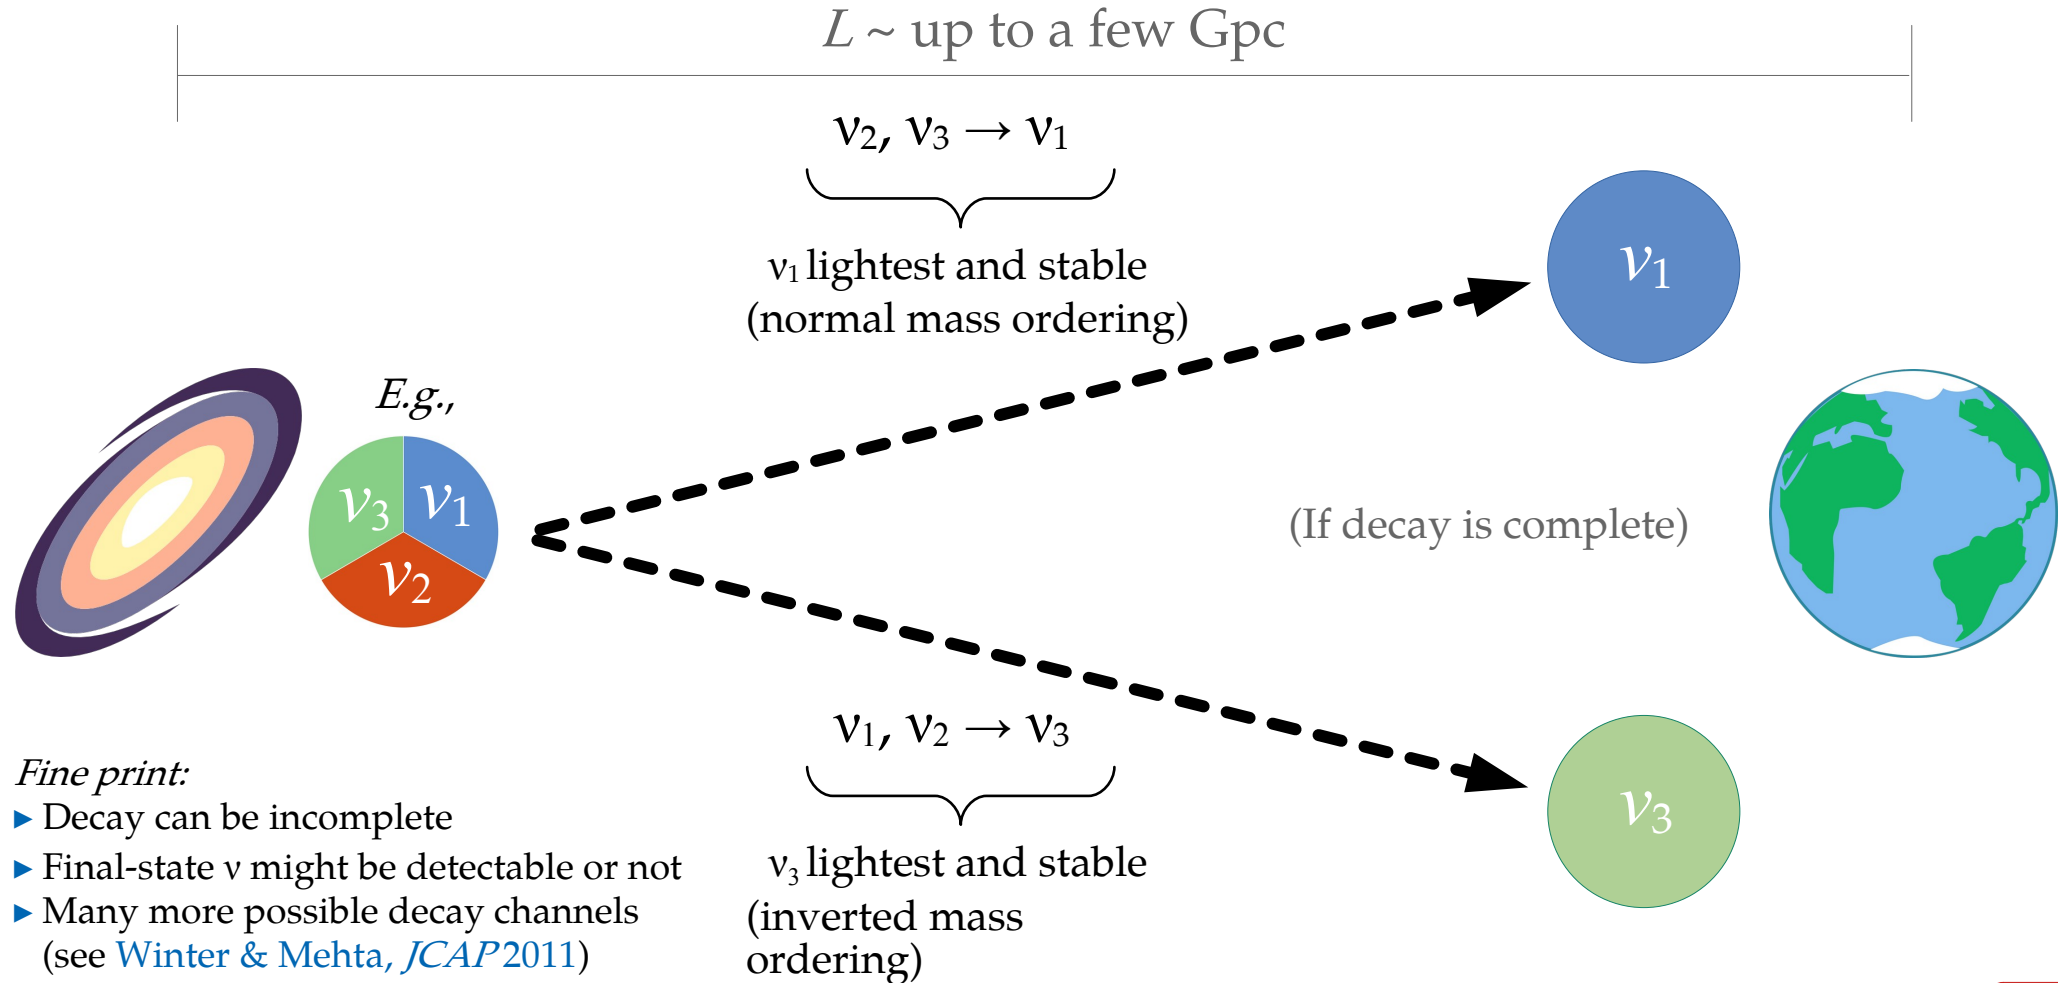 L ~ up to a few Gpc
ν₂, ν₃ → ν₁
ν₁ lightest and stable
(normal mass ordering)
ν₁
E.g.,
ν₃
ν₁
ν₂
(If decay is complete)
ν₁, ν₂ → ν₃
ν₃ lightest and stable
(inverted mass
ordering)
ν₃
Fine print:
▶ Decay can be incomplete
▶ Final-state ν might be detectable or not
▶ Many more possible decay channels
(see Winter & Mehta, JCAP 2011)